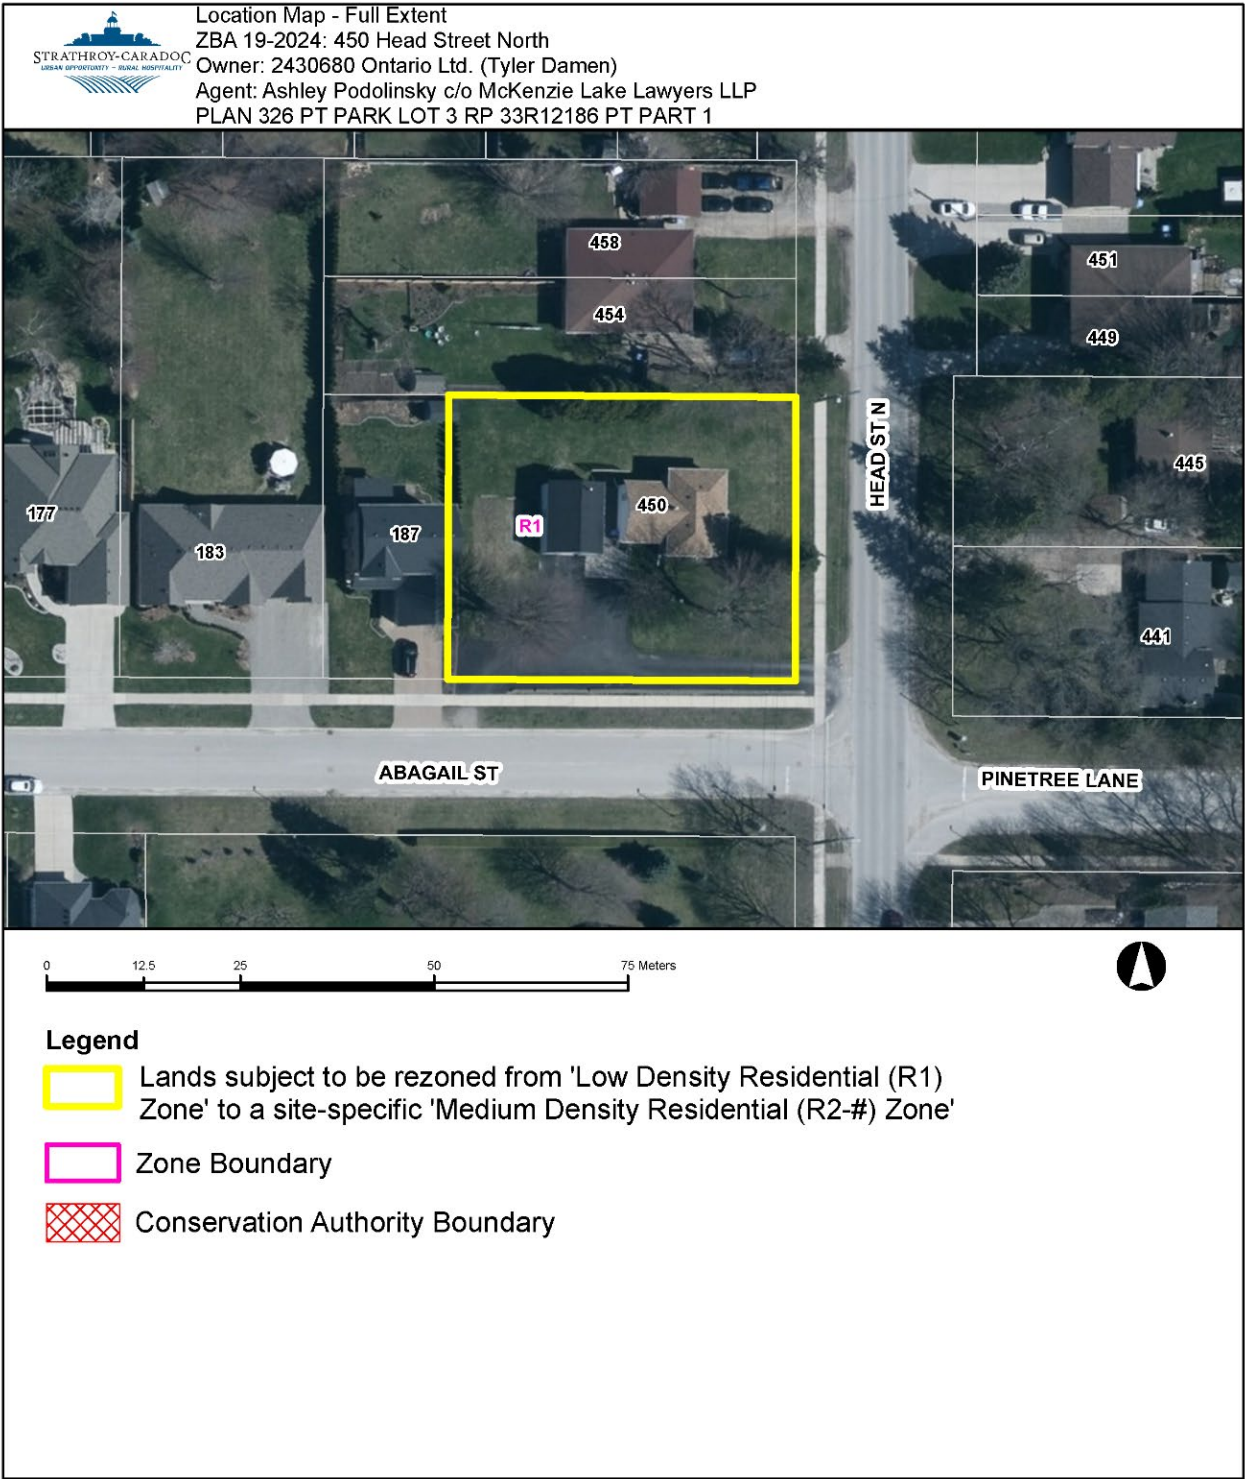 Location Map - Full Extent
STRATHROY-CARADOC
URBAN OPPORTUNITY - RURAL HOSPITALITY
ZBA 19-2024: 450 Head Street North
Owner: 2430680 Ontario Ltd. (Tyler Damen)
Agent: Ashley Podolinsky c/o McKenzie Lake Lawyers LLP
PLAN 326 PT PARK LOT 3 RP 33R12186 PT PART 1
458
451
454
449
HEAD ST N
445
450
177
R1
187
183
441
ABAGAIL ST
PINETREE LANE
0 12.5 25 50 75 Meters
Legend
Lands subject to be rezoned from 'Low Density Residential (R1)
Zone' to a site-specific 'Medium Density Residential (R2-#) Zone'
Zone Boundary
Conservation Authority Boundary